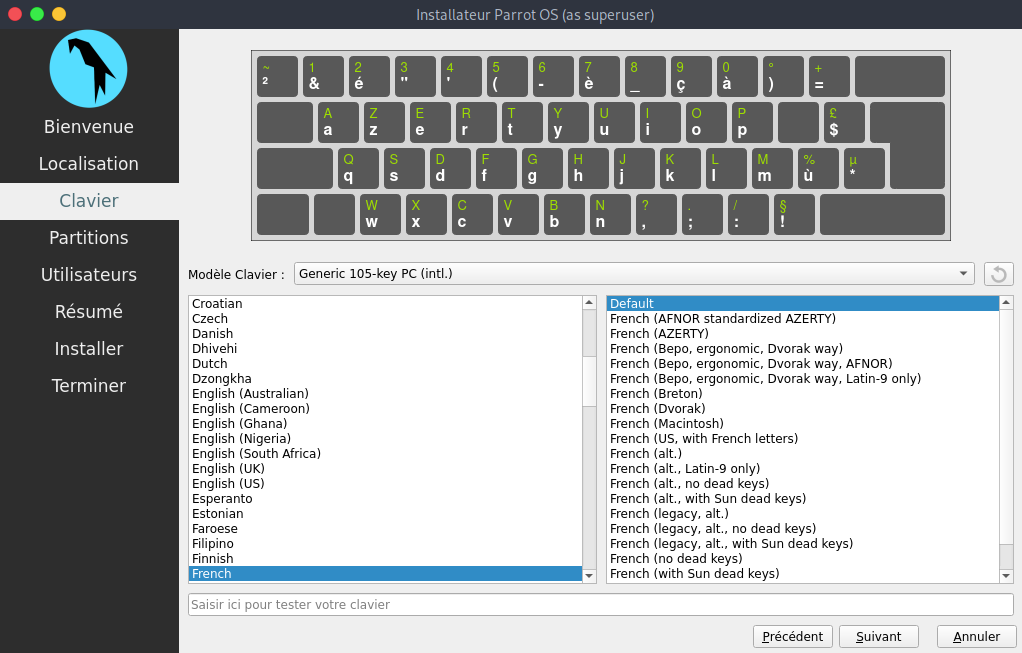 Installateur Parrot OS (as superuser)
Bienvenue
Localisation
Clavier
Partitions
Utilisateurs
Résumé
Installer
Terminer
~ 1 2 3 4 5 6 7 8 9 0 ° +
² & é " ' ( - è _ ç à ) =
A Z E R T Y U I O P £
a z e r t y u i o p $
Q S D F G H J K L M % µ
q s d f g h j k l m ù *
W X C V B N ? . / §
w x c v b n , ; : !
Modèle Clavier : Generic 105-key PC (intl.)
Croatian
Czech
Danish
Dhivehi
Dutch
Dzongkha
English (Australian)
English (Cameroon)
English (Ghana)
English (Nigeria)
English (South Africa)
English (UK)
English (US)
Esperanto
Estonian
Faroese
Filipino
Finnish
French
Default
French (AFNOR standardized AZERTY)
French (AZERTY)
French (Bepo, ergonomic, Dvorak way)
French (Bepo, ergonomic, Dvorak way, AFNOR)
French (Bepo, ergonomic, Dvorak way, Latin-9 only)
French (Breton)
French (Dvorak)
French (Macintosh)
French (US, with French letters)
French (alt.)
French (alt., Latin-9 only)
French (alt., no dead keys)
French (alt., with Sun dead keys)
French (legacy, alt.)
French (legacy, alt., no dead keys)
French (legacy, alt., with Sun dead keys)
French (no dead keys)
French (with Sun dead keys)
Saisir ici pour tester votre clavier
Précédent Suivant Annuler